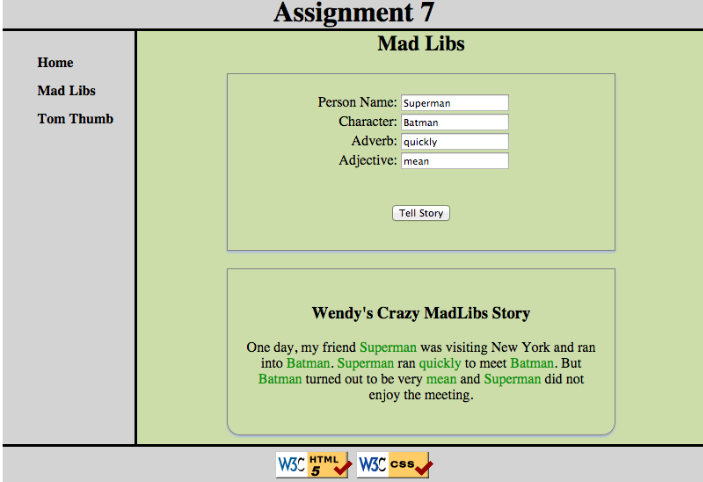 Assignment 7
Home
Mad Libs
Tom Thumb
Mad Libs
Person Name: Superman
Character: Batman
Adverb: quickly
Adjective: mean
Tell Story
Wendy's Crazy MadLibs Story
One day, my friend Superman was visiting New York and ran
into Batman. Superman ran quickly to meet Batman. But
Batman turned out to be very mean and Superman did not
enjoy the meeting.
W3C HTML 5
W3C css